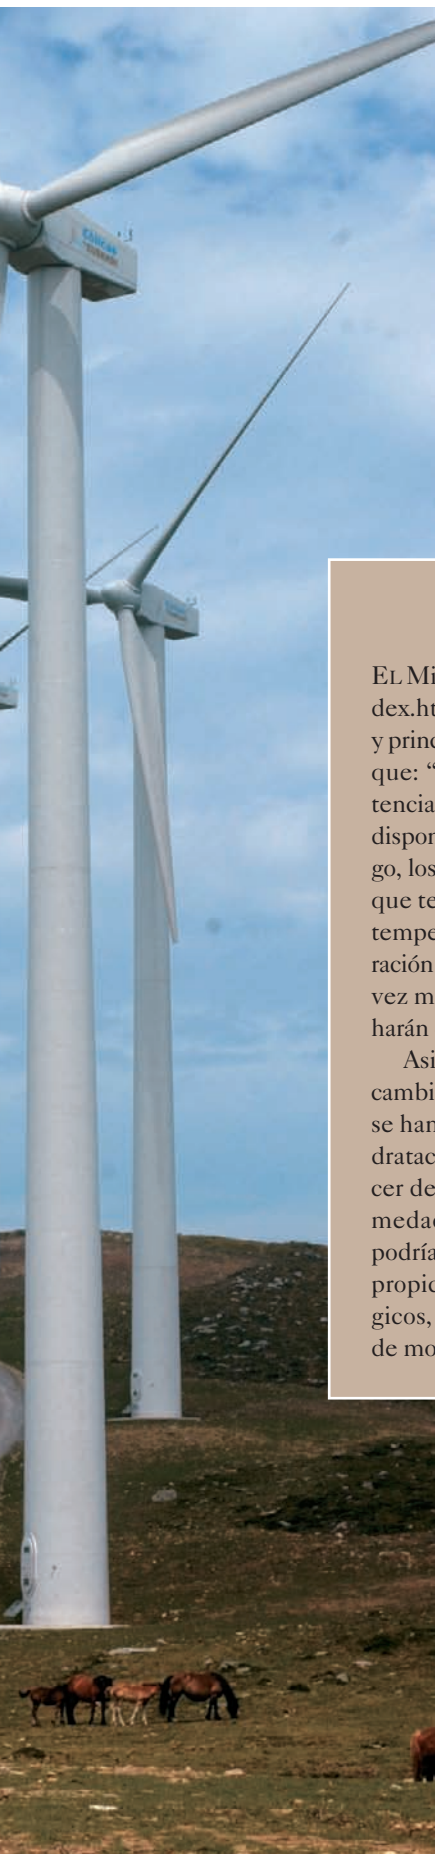 EL Mi
dex.ht
y princ
que: “
tencia
dispon
go, los
que te
tempe
ración
vez m
harán
Asi
cambi
se han
dratac
cer de
medad
podría
propic
gicos,
de mo